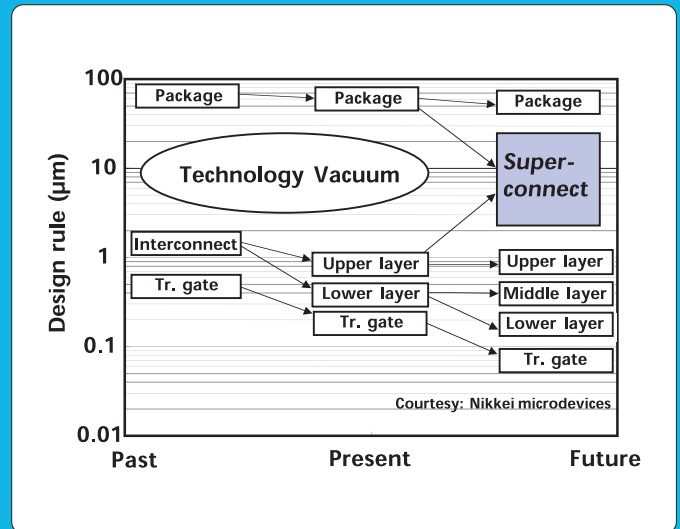 Design rule (µm)
100
10
1
0.1
0.01
Package
Package
Package
Technology Vacuum
Super-
connect
Interconnect
Upper layer
Upper layer
Tr. gate
Lower layer
Middle layer
Tr. gate
Lower layer
Tr. gate
Courtesy: Nikkei microdevices
Past
Present
Future